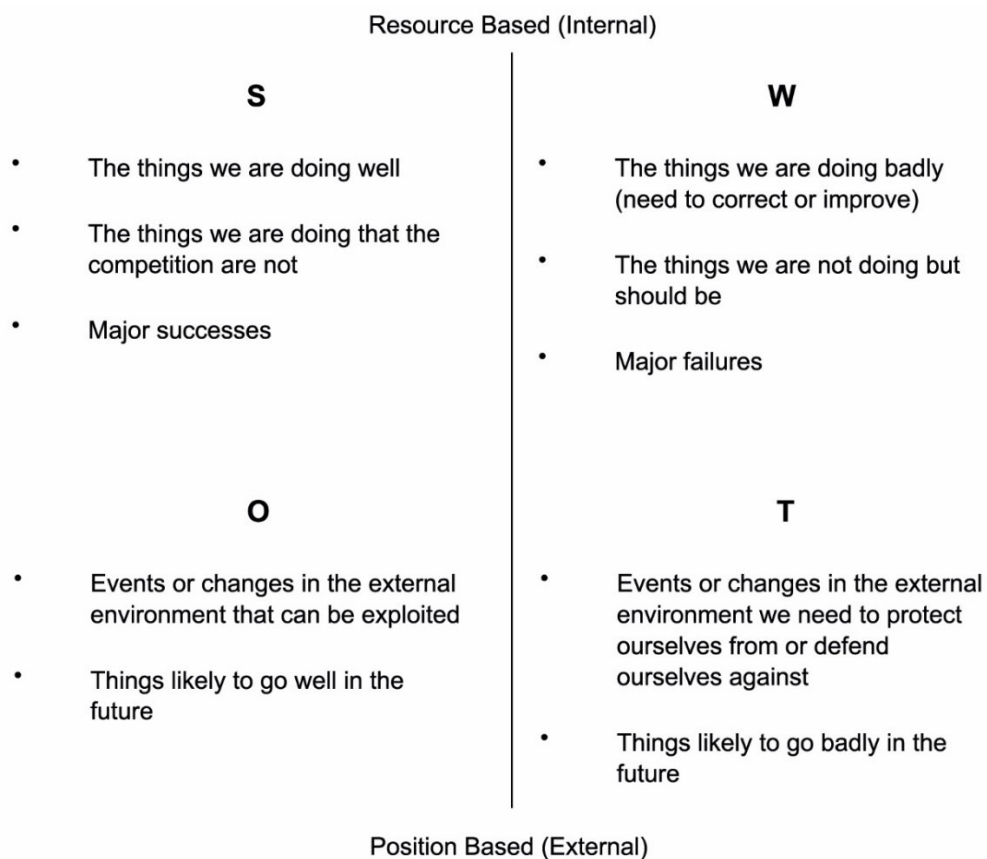 Resource Based (Internal)
S
• The things we are doing well
• The things we are doing that the
competition are not
• Major successes
W
• The things we are doing badly
(need to correct or improve)
• The things we are not doing but
should be
• Major failures
O
• Events or changes in the external
environment that can be exploited
• Things likely to go well in the
future
T
• Events or changes in the external
environment we need to protect
ourselves from or defend
ourselves against
• Things likely to go badly in the
future
Position Based (External)